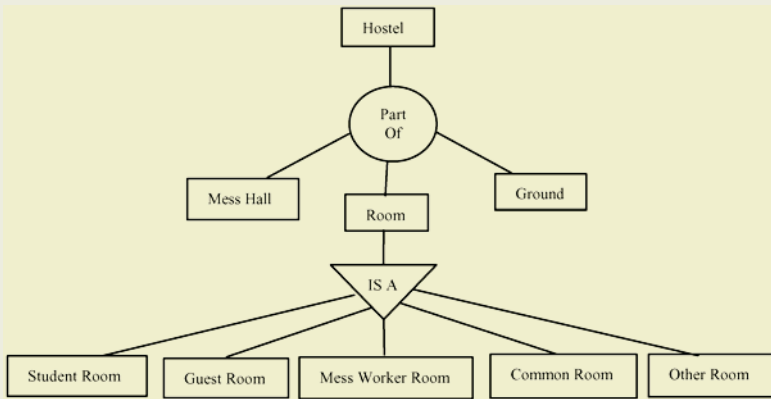 Hostel
Part
Of
Mess Hall
Ground
Room
IS A
Student Room
Guest Room
Mess Worker Room
Common Room
Other Room